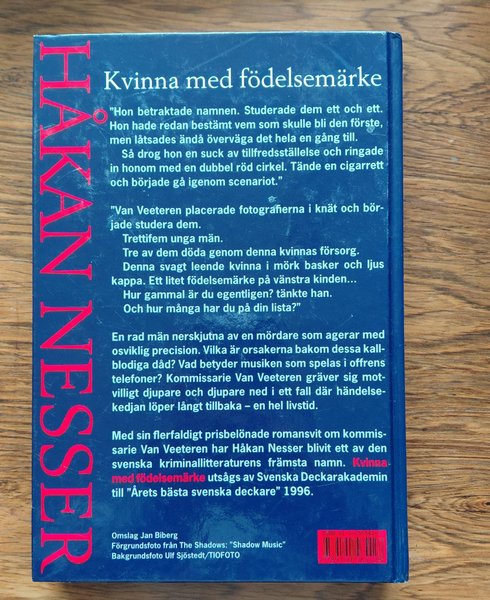 HÅKAN NESSER
Kvinna med födelsemärke
"Hon betraktade namnen. Studerade dem ett och ett.
Hon hade redan bestämt vem som skulle bli den förste,
men låtsades ändå överväga det hela en gång till.
Så drog hon en suck av tillfredsställelse och ringade
in honom med en dubbel röd cirkel. Tände en cigarrett
och började gå igenom scenariot."
"Van Veeteren placerade fotografierna i knät och bör-
jade studera dem.
Trettifem unga män.
Tre av dem döda genom denna kvinnas försorg.
Denna svagt leende kvinna i mörk basker och ljus
kappa. Ett litet födelsemärke på vänstra kinden...
Hur gammal är du egentligen? tänkte han.
Och hur många har du på din lista?"
En rad män nerskjutna av en mördare som agerar med
osviklig precision. Vilka är orsakerna bakom dessa kall-
blodiga dåd? Vad betyder musiken som spelas i offrens
telefoner? Kommissarie Van Veeteren gräver sig mot-
villigt djupare och djupare ned i ett fall där händelse-
kedjan löper långt tillbaka – en hel livstid.
Med sin flerfaldigt prisbelönade romansvit om kommis-
sarie Van Veeteren har Håkan Nesser blivit ett av den
svenska kriminallitteraturens främsta namn. Kvinna
med födelsemärke utsågs av Svenska Deckarakademin
till "Årets bästa svenska deckare" 1996.
Omslag Jan Biberg
Förgrundsfoto från The Shadows: "Shadow Music"
Bakgrundsfoto Ulf Sjöstedt/TIOFOTO